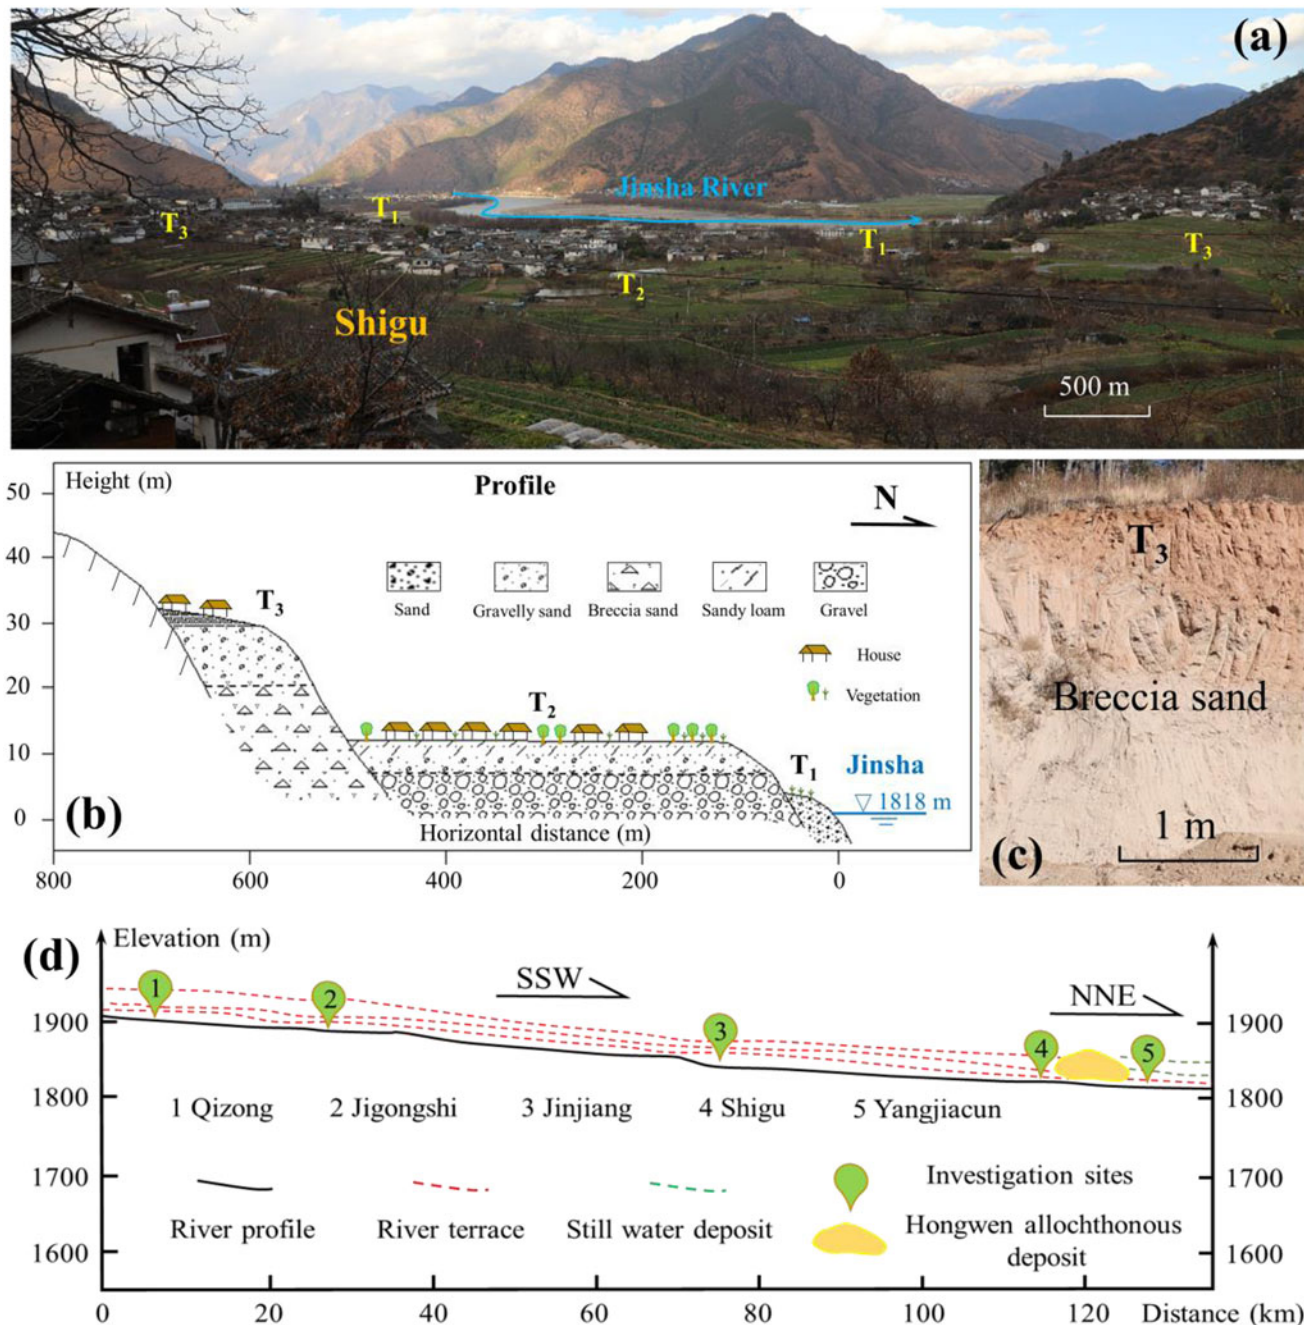 (a)
Jinsha River
T3
T1
T1
T3
T2
Shigu
500 m
Height (m)
Profile
N
50
40
30
20
10
0
Sand
Gravelly sand
Breccia sand
Sandy loam
Gravel
T3
House
Vegetation
T2
T1
Jinsha
1818 m
(b)
Horizontal distance (m)
800
600
400
200
0
T3
Breccia sand
1 m
(c)
(d)
Elevation (m)
SSW
NNE
1
2
3
4
5
1900
1800
1700
1600
1900
1800
1700
1600
1 Qizong
2 Jigongshi
3 Jinjiang
4 Shigu
5 Yangjiacun
River profile
River terrace
Still water deposit
Investigation sites
Hongwen allochthonous
deposit
0
20
40
60
80
100
120
Distance (km)